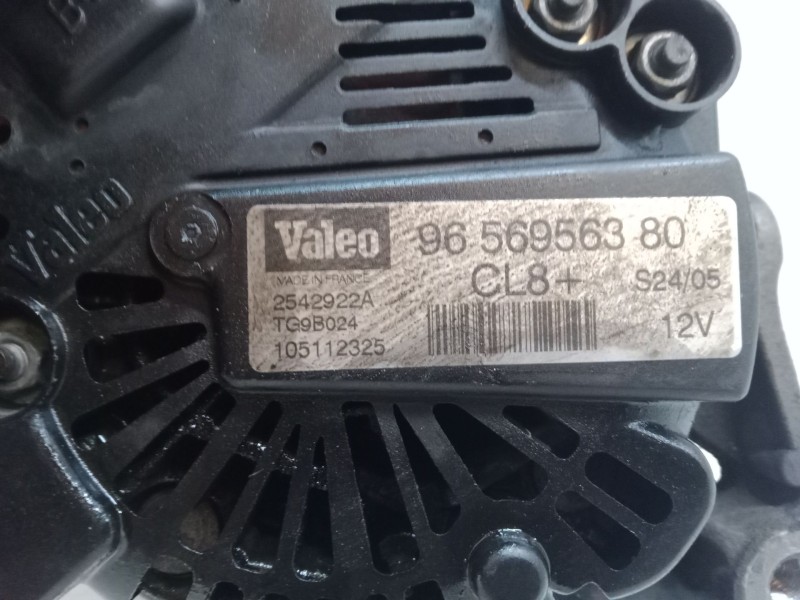 B
Valeo
Valeo
96 569563 80
MADE IN FRANCE
CL8+
S24/05
2542922A
TG9B024
12V
105112325